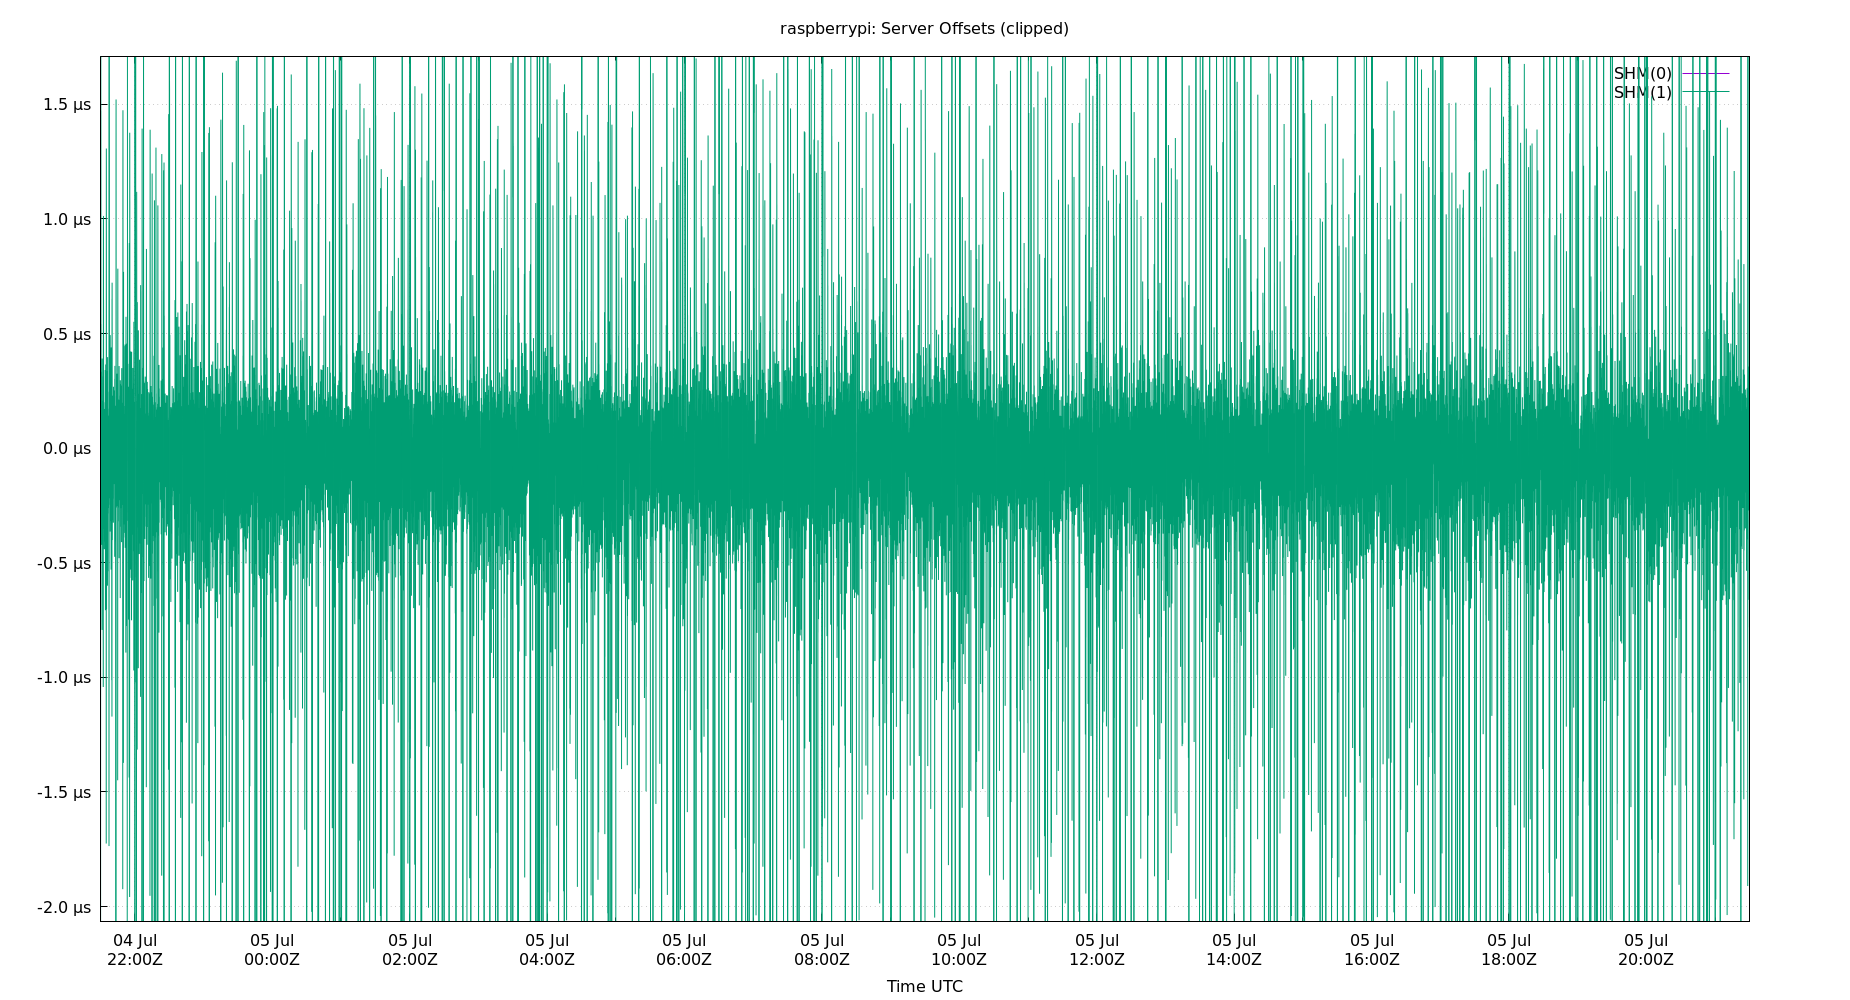 raspberrypi: Server Offsets (clipped)
SHM(0)
SHM(1)
1.5 µs
1.0 µs
0.5 µs
0.0 µs
-0.5 µs
-1.0 µs
-1.5 µs
-2.0 µs
04 Jul 05 Jul 05 Jul 05 Jul 05 Jul 05 Jul 05 Jul 05 Jul 05 Jul 05 Jul 05 Jul 05 Jul
22:00Z 00:00Z 02:00Z 04:00Z 06:00Z 08:00Z 10:00Z 12:00Z 14:00Z 16:00Z 18:00Z 20:00Z
Time UTC